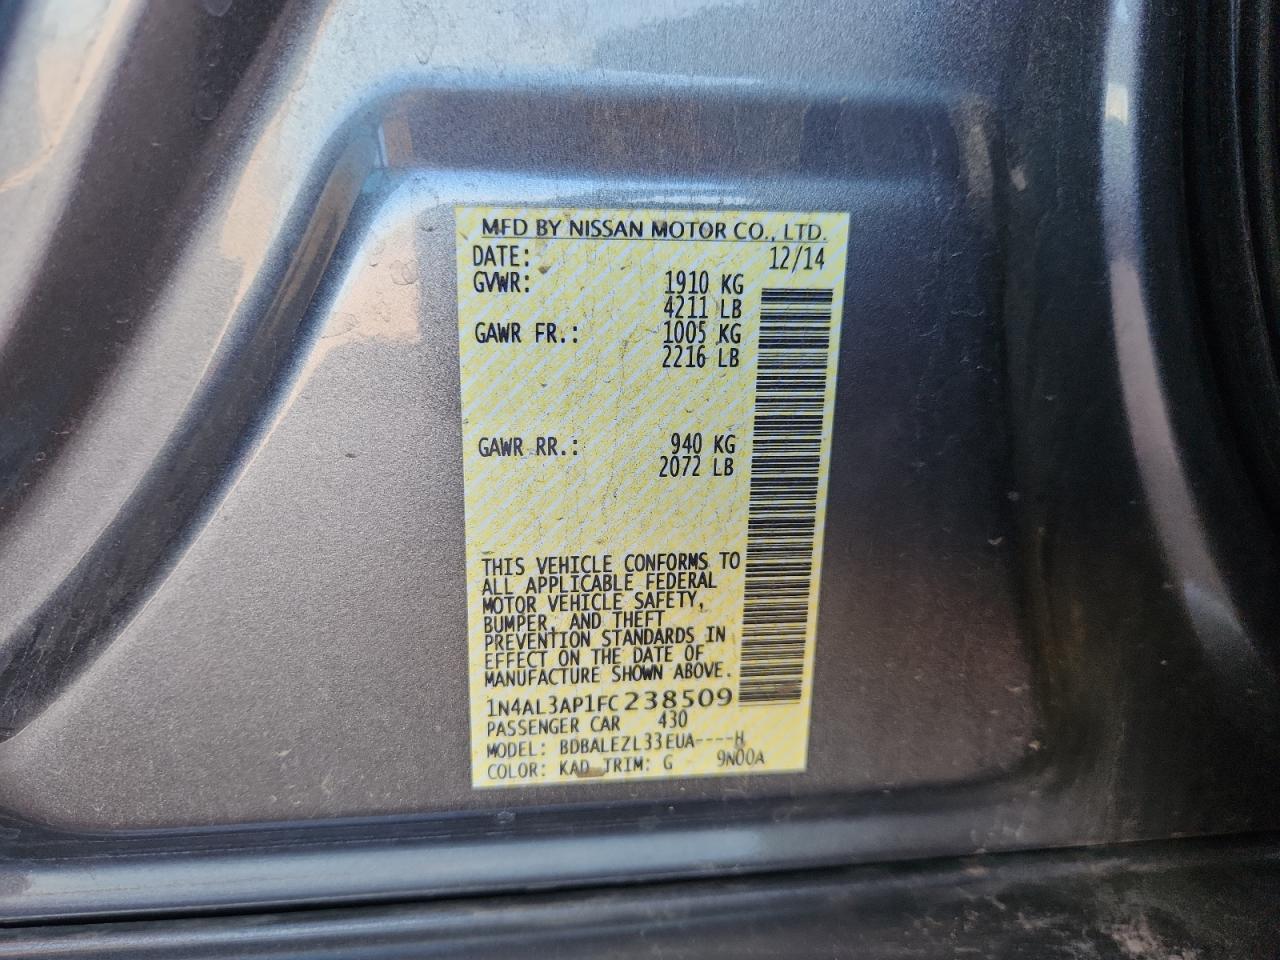 MFD BY NISSAN MOTOR CO., LTD.
DATE: 12/14
GVWR: 1910 KG
4211 LB
GAWR FR.: 1005 KG
2216 LB
GAWR RR.: 940 KG
2072 LB
THIS VEHICLE CONFORMS TO
ALL APPLICABLE FEDERAL
MOTOR VEHICLE SAFETY,
BUMPER, AND THEFT
PREVENTION STANDARDS IN
EFFECT ON THE DATE OF
MANUFACTURE SHOWN ABOVE.
1N4AL3AP1FC238509
PASSENGER CAR 430
MODEL: BDBALEZL33EUA----H
COLOR: KAD TRIM: G 9N00A